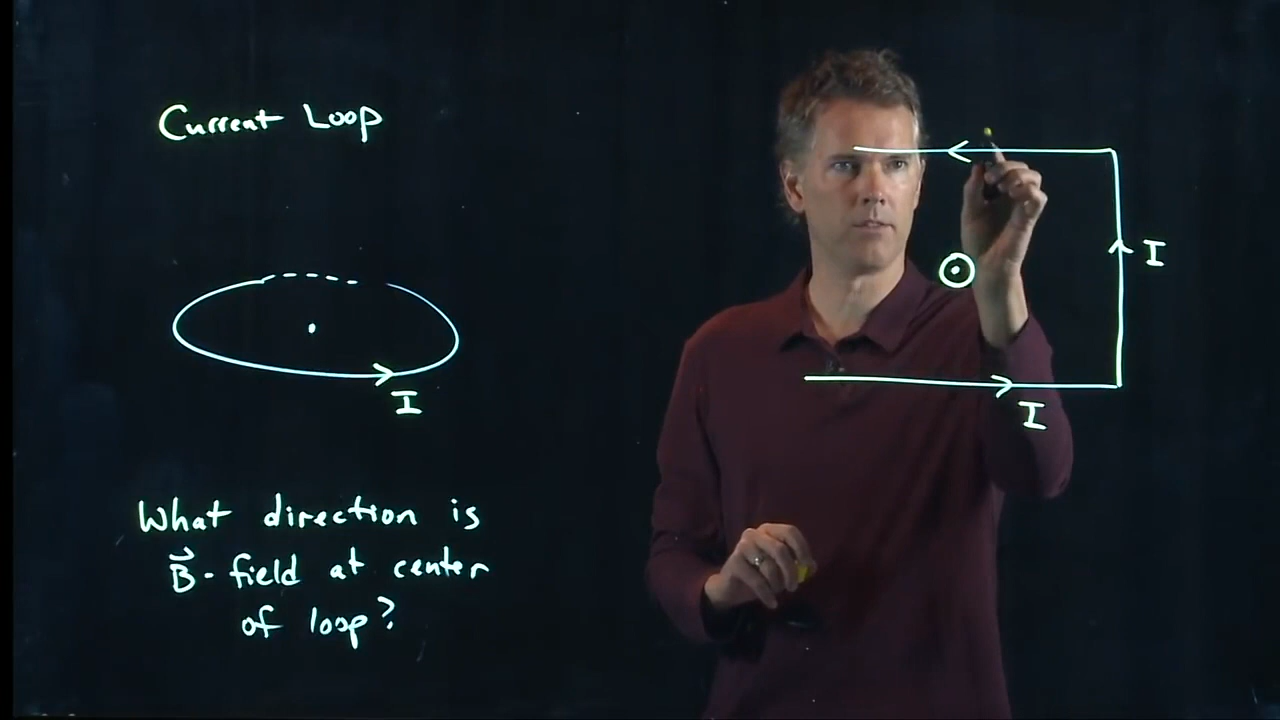 Current Loop
I
What direction is
B⃗-field at center
of loop?
I
I